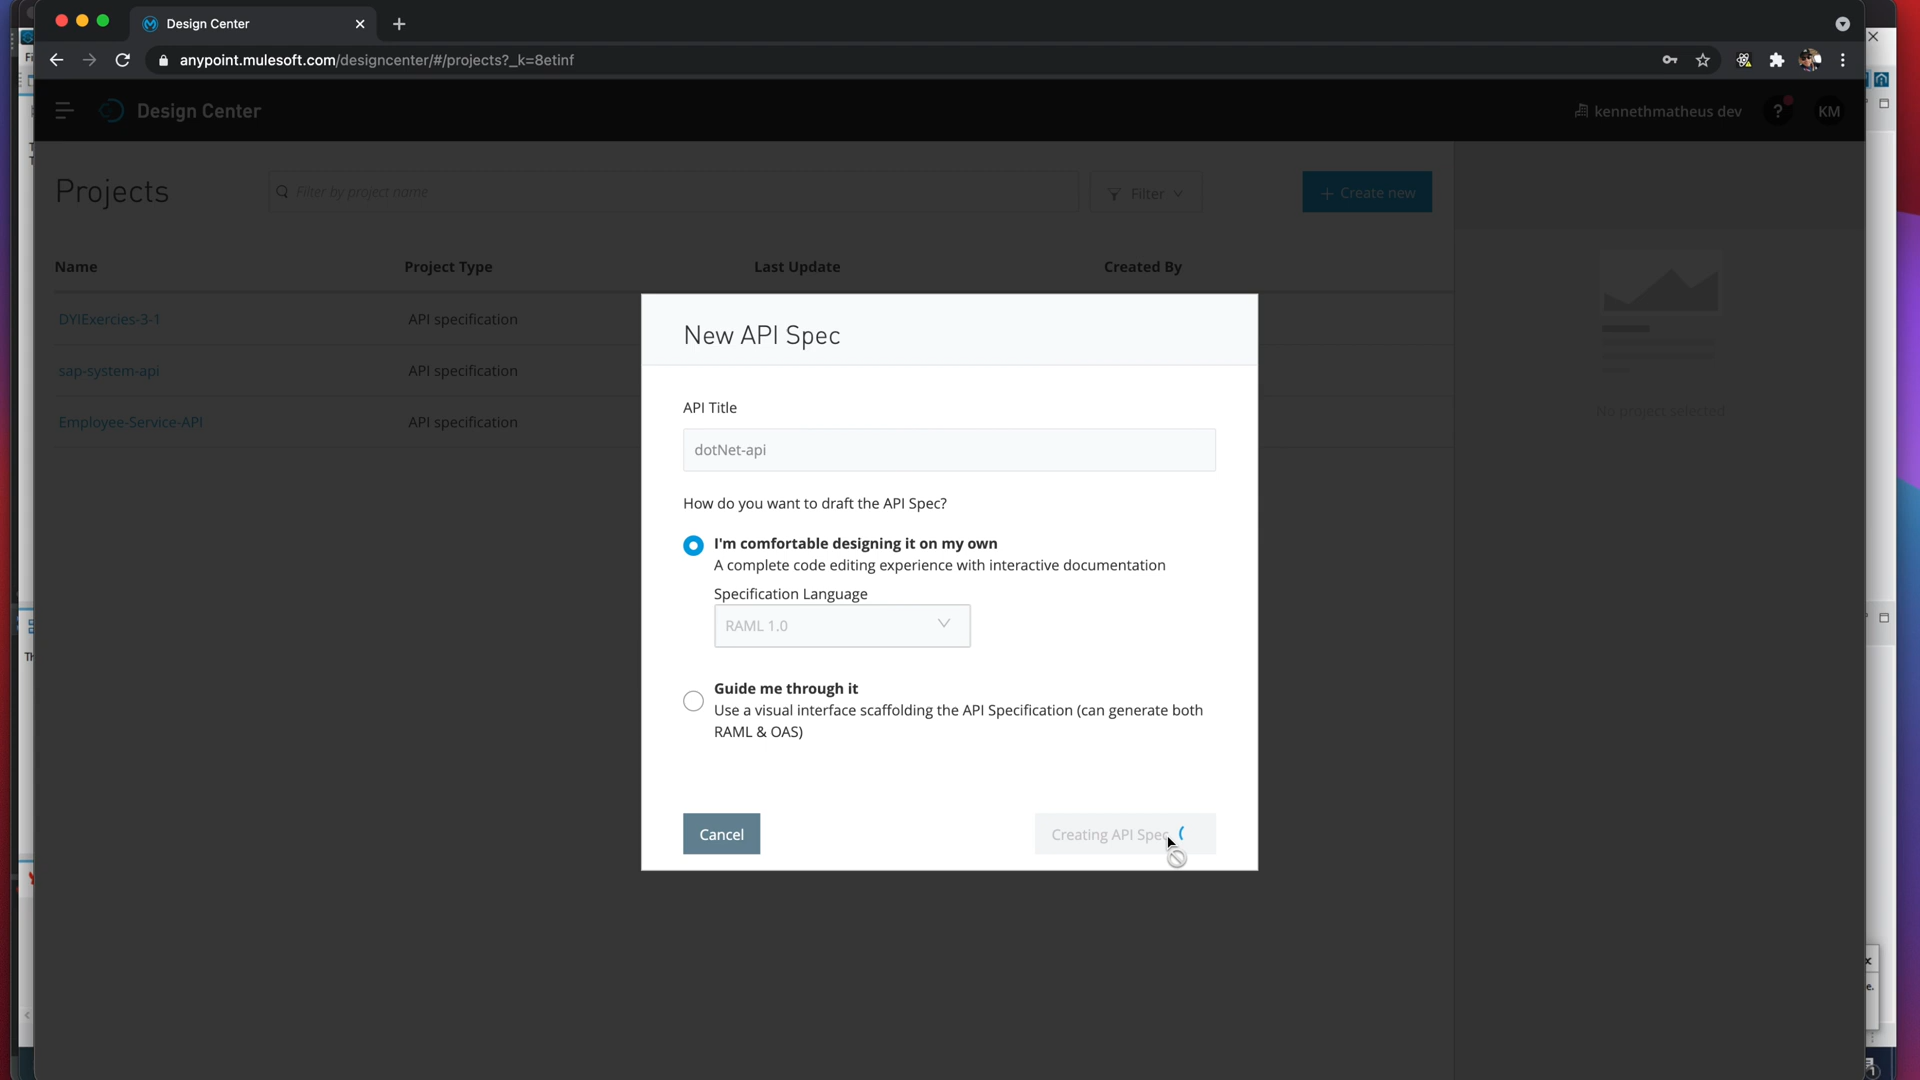 Design Center
anypoint.mulesoft.com/designcenter/#/projects?_k=8etinf
Design Center
kennethmatheus dev
?
KM
Projects
Filter by project name
Filter
+ Create new
Name
Project Type
Last Update
Created By
DYIExercies-3-1
API specification
sap-system-api
API specification
Employee-Service-API
API specification
No project selected
New API Spec
API Title
dotNet-api
How do you want to draft the API Spec?
I'm comfortable designing it on my own
A complete code editing experience with interactive documentation
Specification Language
RAML 1.0
Guide me through it
Use a visual interface scaffolding the API Specification (can generate both
RAML & OAS)
Cancel
Creating API Spec